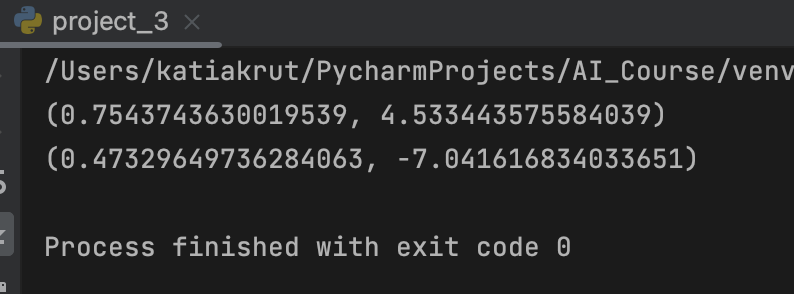 project_3
/Users/katiakrut/PycharmProjects/AI_Course/venv
(0.7543743630019539, 4.533443575584039)
(0.47329649736284063, -7.041616834033651)
Process finished with exit code 0